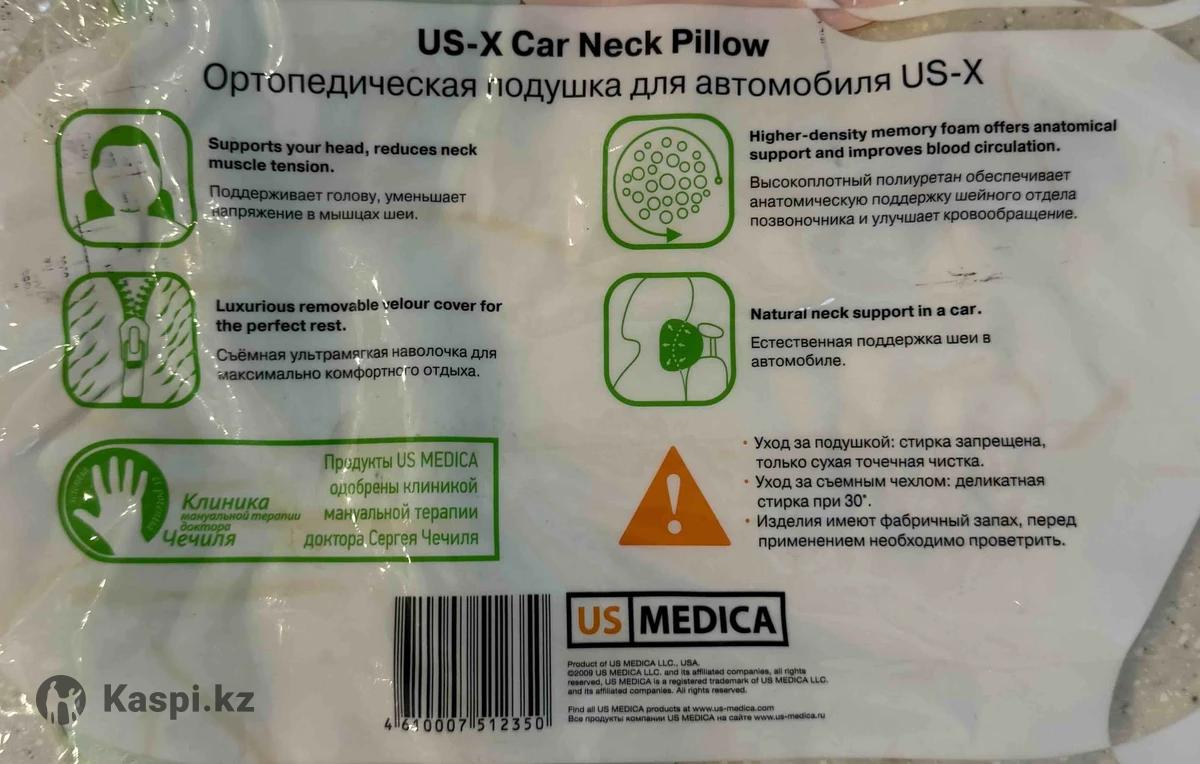 US-X Car Neck Pillow
Ортопедическая подушка для автомобиля US-X
Supports your head, reduces neck
muscle tension.
Поддерживает голову, уменьшает
напряжение в мышцах шеи.
Higher-density memory foam offers anatomical
support and improves blood circulation.
Высокоплотный полиуретан обеспечивает
анатомическую поддержку шейного отдела
позвоночника и улучшает кровообращение.
Luxurious removable velour cover for
the perfect rest.
Съёмная ультрамягкая наволочка для
максимально комфортного отдыха.
Natural neck support in a car.
Естественная поддержка шеи в
автомобиле.
Клиника
мануальной терапии
доктора
Чечиля
Продукты US MEDICA
одобрены клиникой
мануальной терапии
доктора Сергея Чечиля
• Уход за подушкой: стирка запрещена,
только сухая точечная чистка.
• Уход за съемным чехлом: деликатная
стирка при 30°.
• Изделия имеют фабричный запах, перед
применением необходимо проветрить.
4 610007 512350
US MEDICA
Product of US MEDICA LLC., USA.
©2009 US MEDICA LLC. and its affiliated companies, all rights
reserved, US MEDICA is a registered trademark of US MEDICA LLC.
and its affiliated companies. All rights reserved.
Find all US MEDICA products at www.us-medica.com
Все продукты компании US MEDICA на сайте www.us-medica.ru
Kaspi.kz